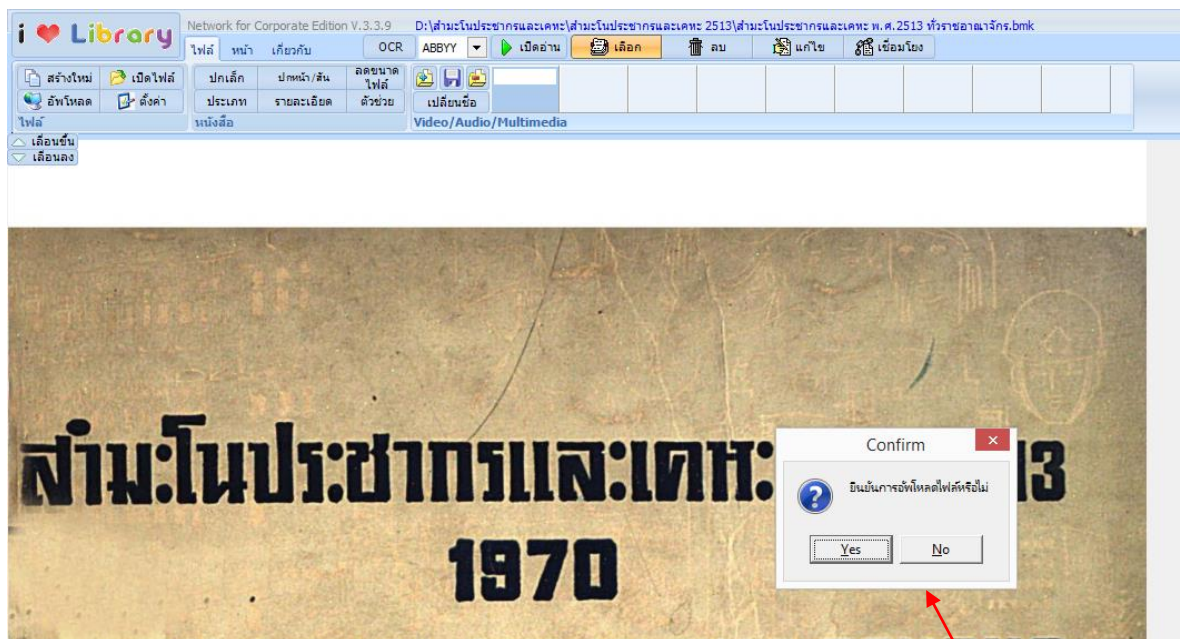 i ❤ Library
Network for Corporate Edition V.3.3.9
D:\สำมะโนประชากรและเคหะ\สำมะโนประชากรและเคหะ 2513\สำมะโนประชากรและเคหะ พ.ศ.2513 ทั่วราชอาณาจักร.bmk
ไฟล์ หน้า เกี่ยวกับ OCR ABBYY เปิดอ่าน เลือก ลบ แก้ไข เชื่อมโยง
สร้างใหม่ เปิดไฟล์ ปกเล็ก ปกหน้า/สัน ลดขนาดไฟล์
อัพโหลด ตั้งค่า ประเภท รายละเอียด ตัวช่วย เปลี่ยนชื่อ
ไฟล์ หนังสือ Video/Audio/Multimedia
เลื่อนขึ้น
เลื่อนลง
สำมะโนประชากรและเคหะ 13
1970
Confirm
ยืนยันการอัพโหลดไฟล์หรือไม่
Yes No